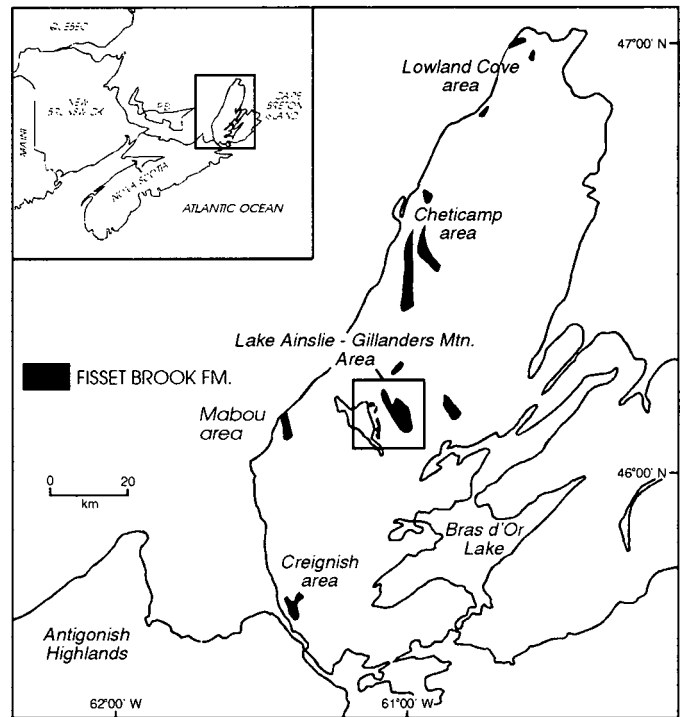 QUEBEC
NEW
BRUNSWICK
MAINE
P.E.I.
CAPE
BRETON
ISLAND
NOVA SCOTIA
ATLANTIC OCEAN
47°00' N
Lowland Cove
area
Cheticamp
area
Lake Ainslie - Gillanders Mtn.
Area
FISSET BROOK FM.
Mabou
area
0 20
km
46°00' N
Bras d'Or
Lake
Creignish
area
Antigonish
Highlands
62°00' W 61°00' W